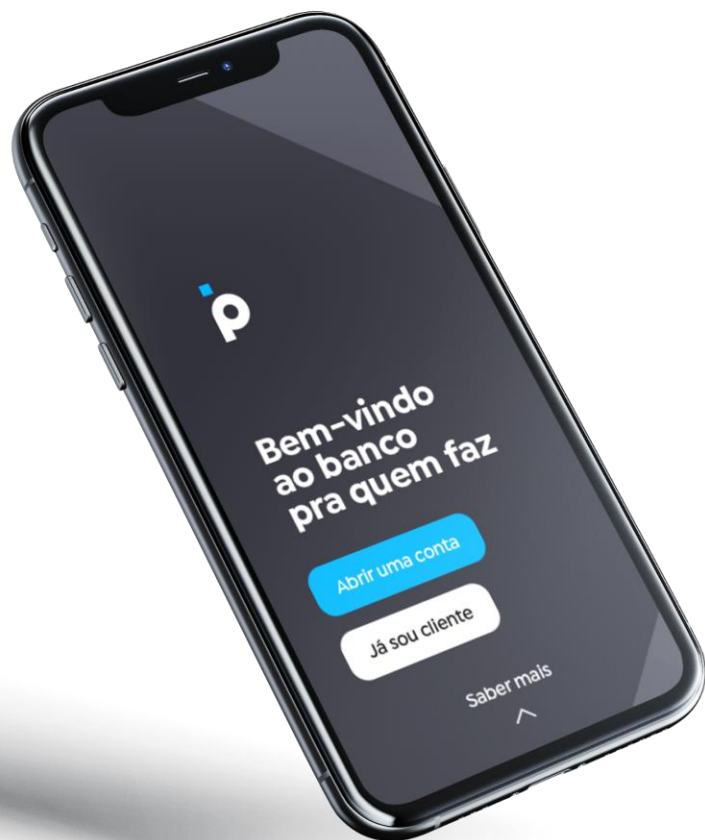 Bem-vindo
ao banco
pra quem faz
Abrir uma conta
Já sou cliente
Saber mais